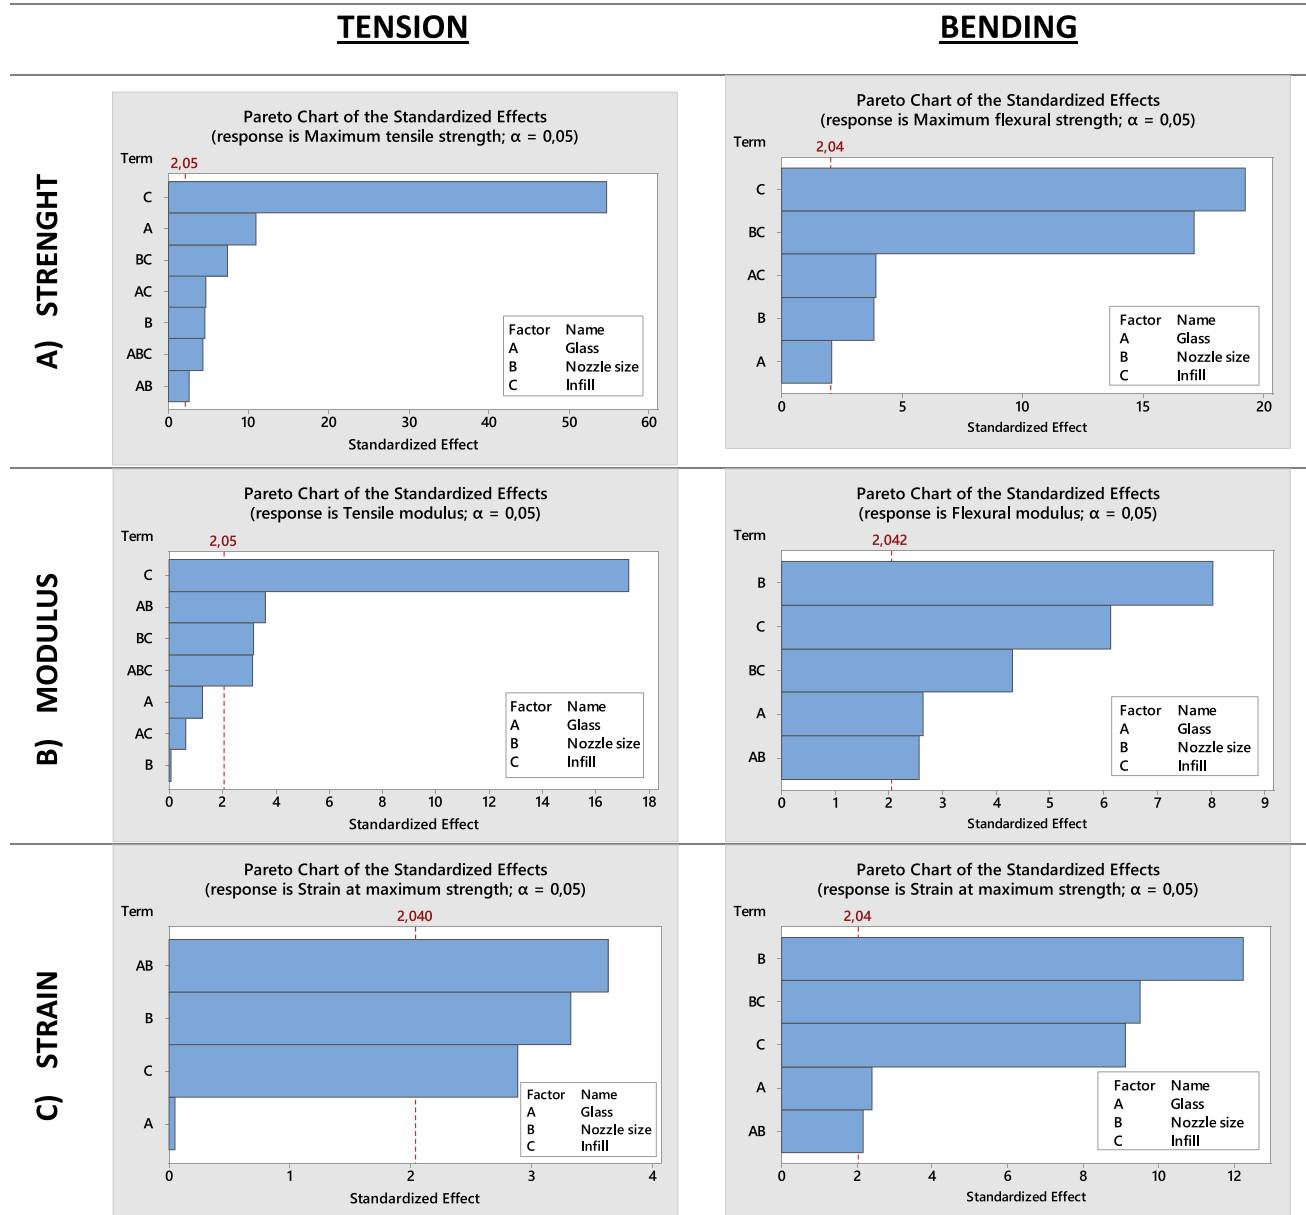 TENSION
BENDING
A) STRENGHT
Pareto Chart of the Standardized Effects
(response is Maximum tensile strength; α = 0,05)
Term
2,05
C
A
BC
AC
B
ABC
AB
Factor Name
A Glass
B Nozzle size
C Infill
0 10 20 30 40 50 60
Standardized Effect
Pareto Chart of the Standardized Effects
(response is Maximum flexural strength; α = 0,05)
Term
2,04
C
BC
AC
B
A
Factor Name
A Glass
B Nozzle size
C Infill
0 5 10 15 20
Standardized Effect
B) MODULUS
Pareto Chart of the Standardized Effects
(response is Tensile modulus; α = 0,05)
Term
2,05
C
AB
BC
ABC
A
AC
B
Factor Name
A Glass
B Nozzle size
C Infill
0 2 4 6 8 10 12 14 16 18
Standardized Effect
Pareto Chart of the Standardized Effects
(response is Flexural modulus; α = 0,05)
Term
2,042
B
C
BC
A
AB
Factor Name
A Glass
B Nozzle size
C Infill
0 1 2 3 4 5 6 7 8 9
Standardized Effect
C) STRAIN
Pareto Chart of the Standardized Effects
(response is Strain at maximum strength; α = 0,05)
Term
2,040
AB
B
C
A
Factor Name
A Glass
B Nozzle size
C Infill
0 1 2 3 4
Standardized Effect
Pareto Chart of the Standardized Effects
(response is Strain at maximum strength; α = 0,05)
Term
2,04
B
BC
C
A
AB
Factor Name
A Glass
B Nozzle size
C Infill
0 2 4 6 8 10 12
Standardized Effect